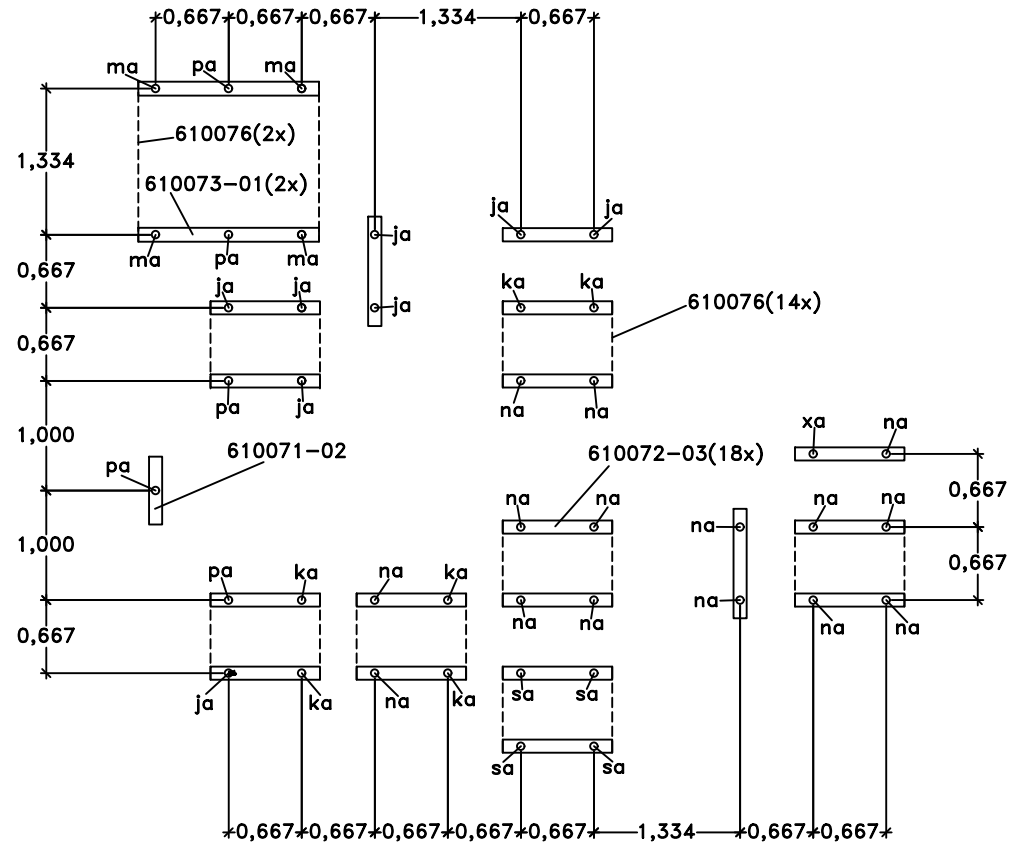 0,667 0,667 0,667 1,334 0,667
ma pa ma
610076(2x)
1,334
610073-01(2x)
ja ja
ja
ma pa ma
0,667
ja ja ka ka
ja 610076(14x)
0,667
pa ja na na
xa na
1,000
610071-02 610072-03(18x)
pa
0,667
na na na na
na
1,000
0,667
pa ka na ka
na
na na na na
0,667
ja ka na ka sa sa
sa sa
0,667 0,667 0,667 0,667 0,667 1,334 0,667 0,667